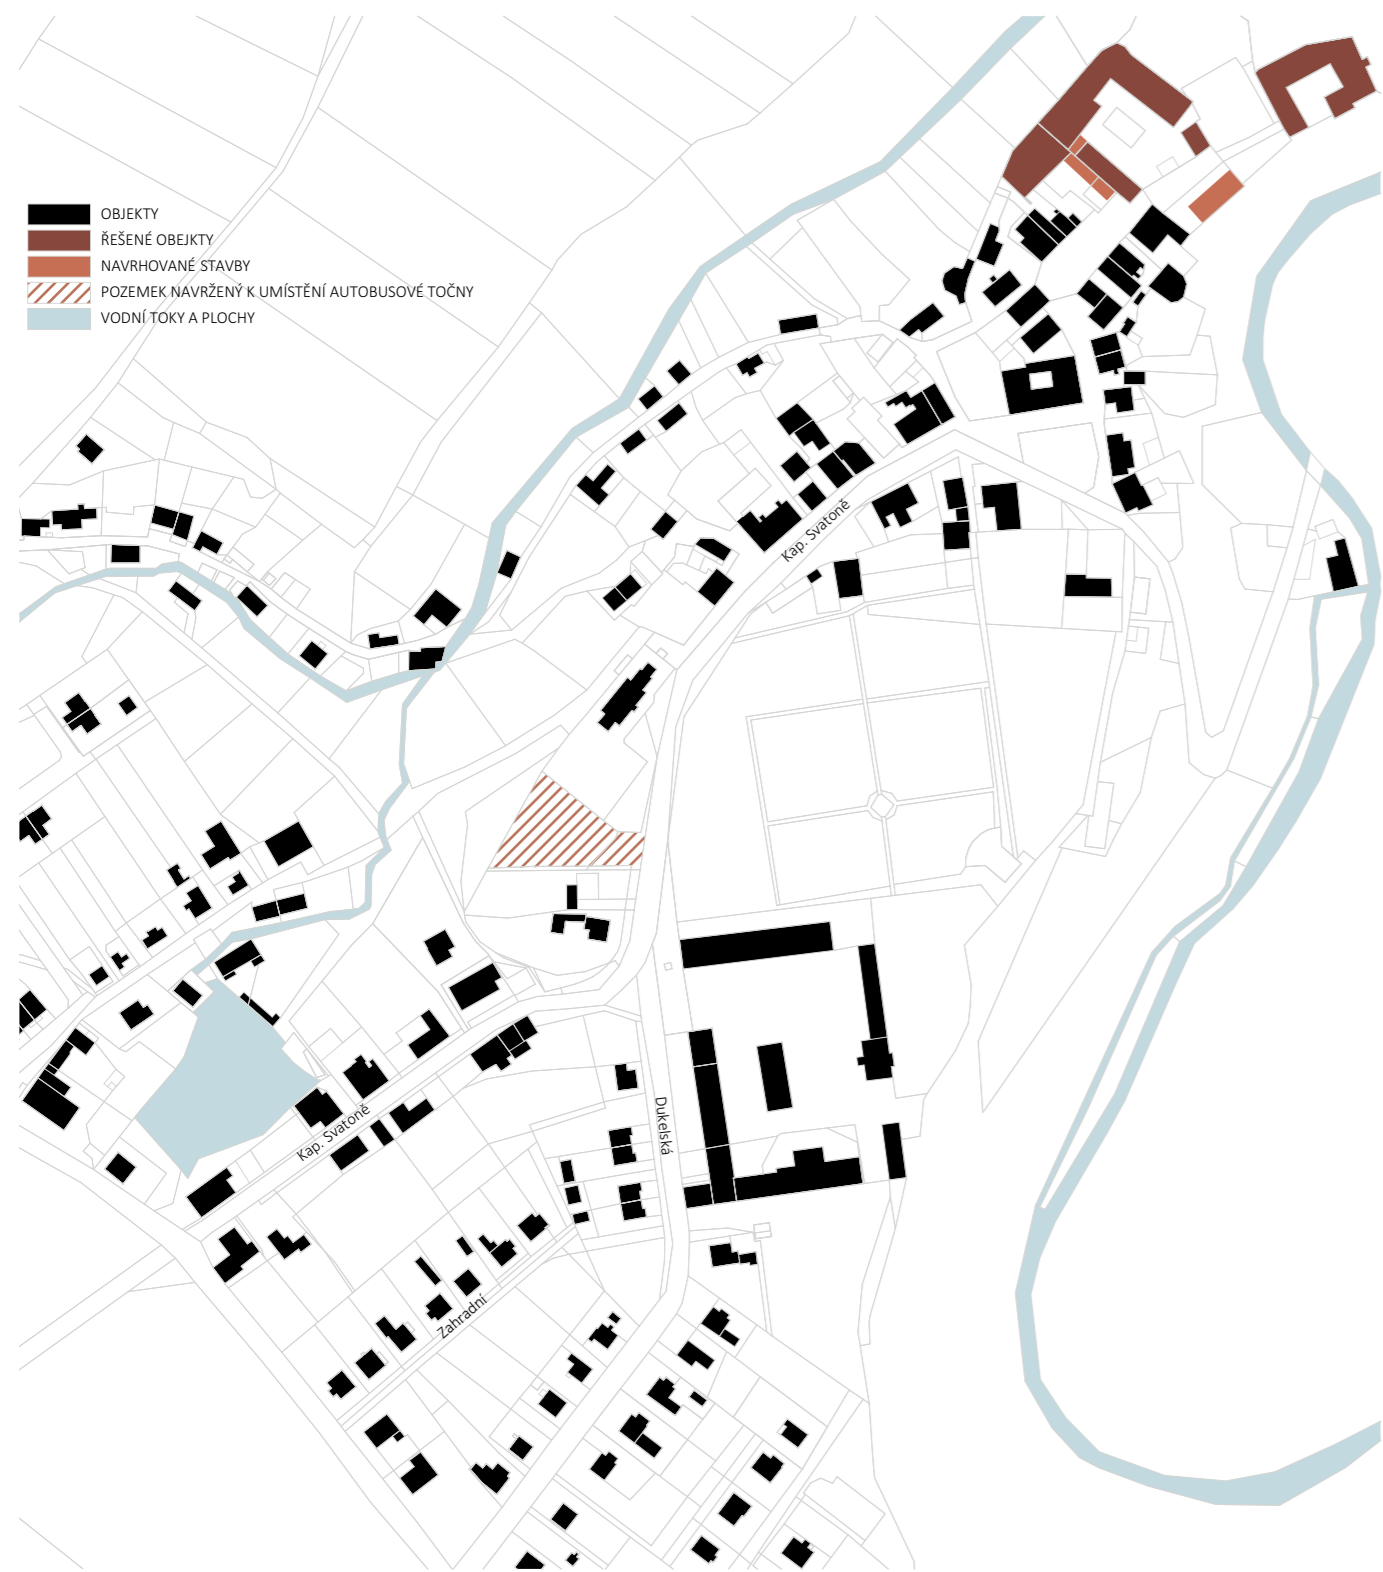 OBJEKTY
ŘEŠENÉ OBEJKTY
NAVRHOVANÉ STAVBY
POZEMEK NAVRŽENÝ K UMÍSTĚNÍ AUTOBUSOVÉ TOČNY
VODNÍ TOKY A PLOCHY
Kap. Svatoně
Dukelská
Kap. Svatoně
Zahradní